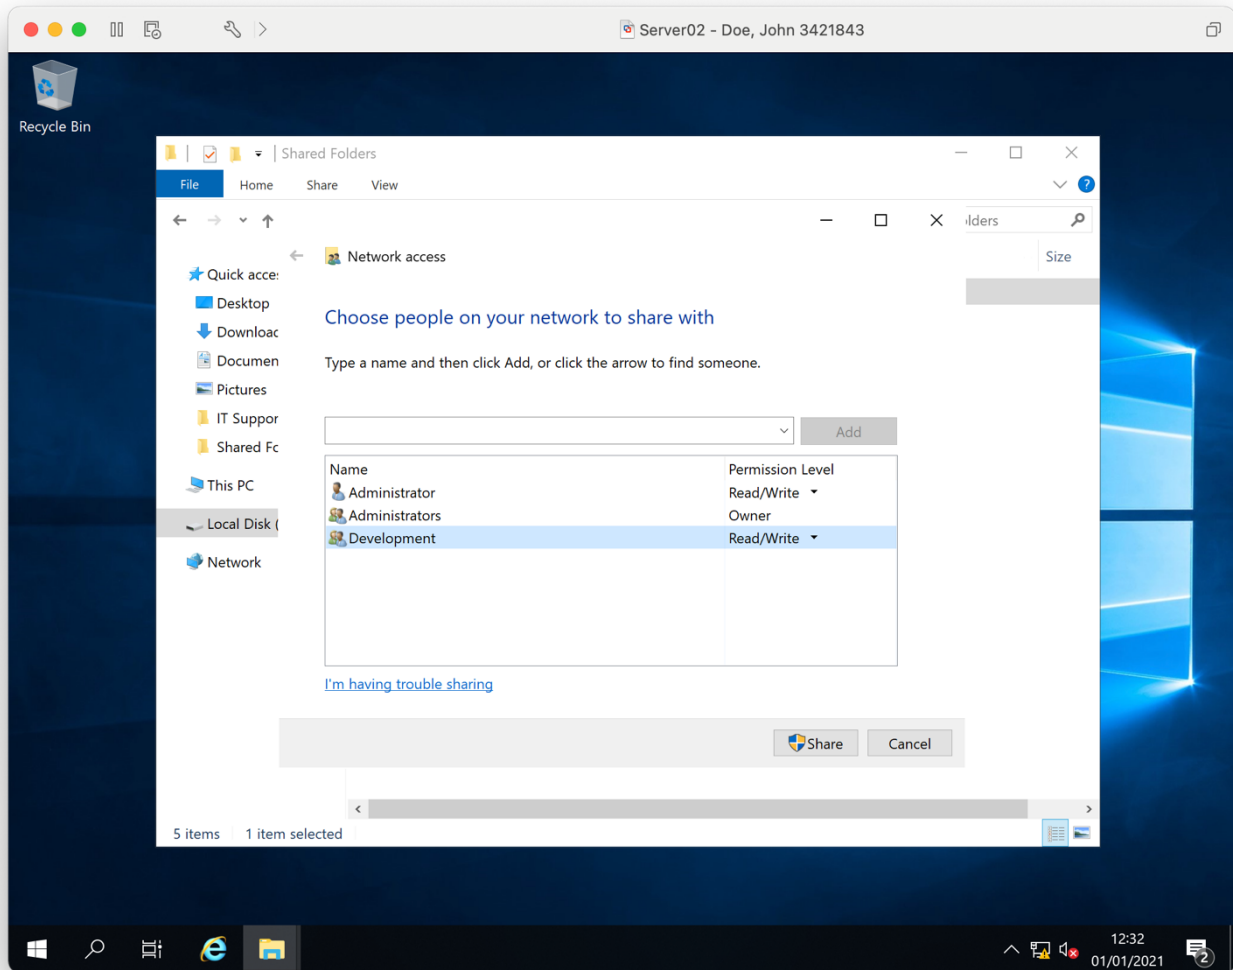 Server02 - Doe, John 3421843
Recycle Bin
Shared Folders
File Home Share View
?
lders
Network access
Size
Quick acce
Desktop
Choose people on your network to share with
Downloac
Documen
Type a name and then click Add, or click the arrow to find someone.
Pictures
IT Suppor
Add
Shared Fo
Name Permission Level
This PC
Administrator Read/Write
Administrators Owner
Local Disk (
Development Read/Write
Network
I'm having trouble sharing
Share Cancel
5 items 1 item selected
12:32
01/01/2021
2